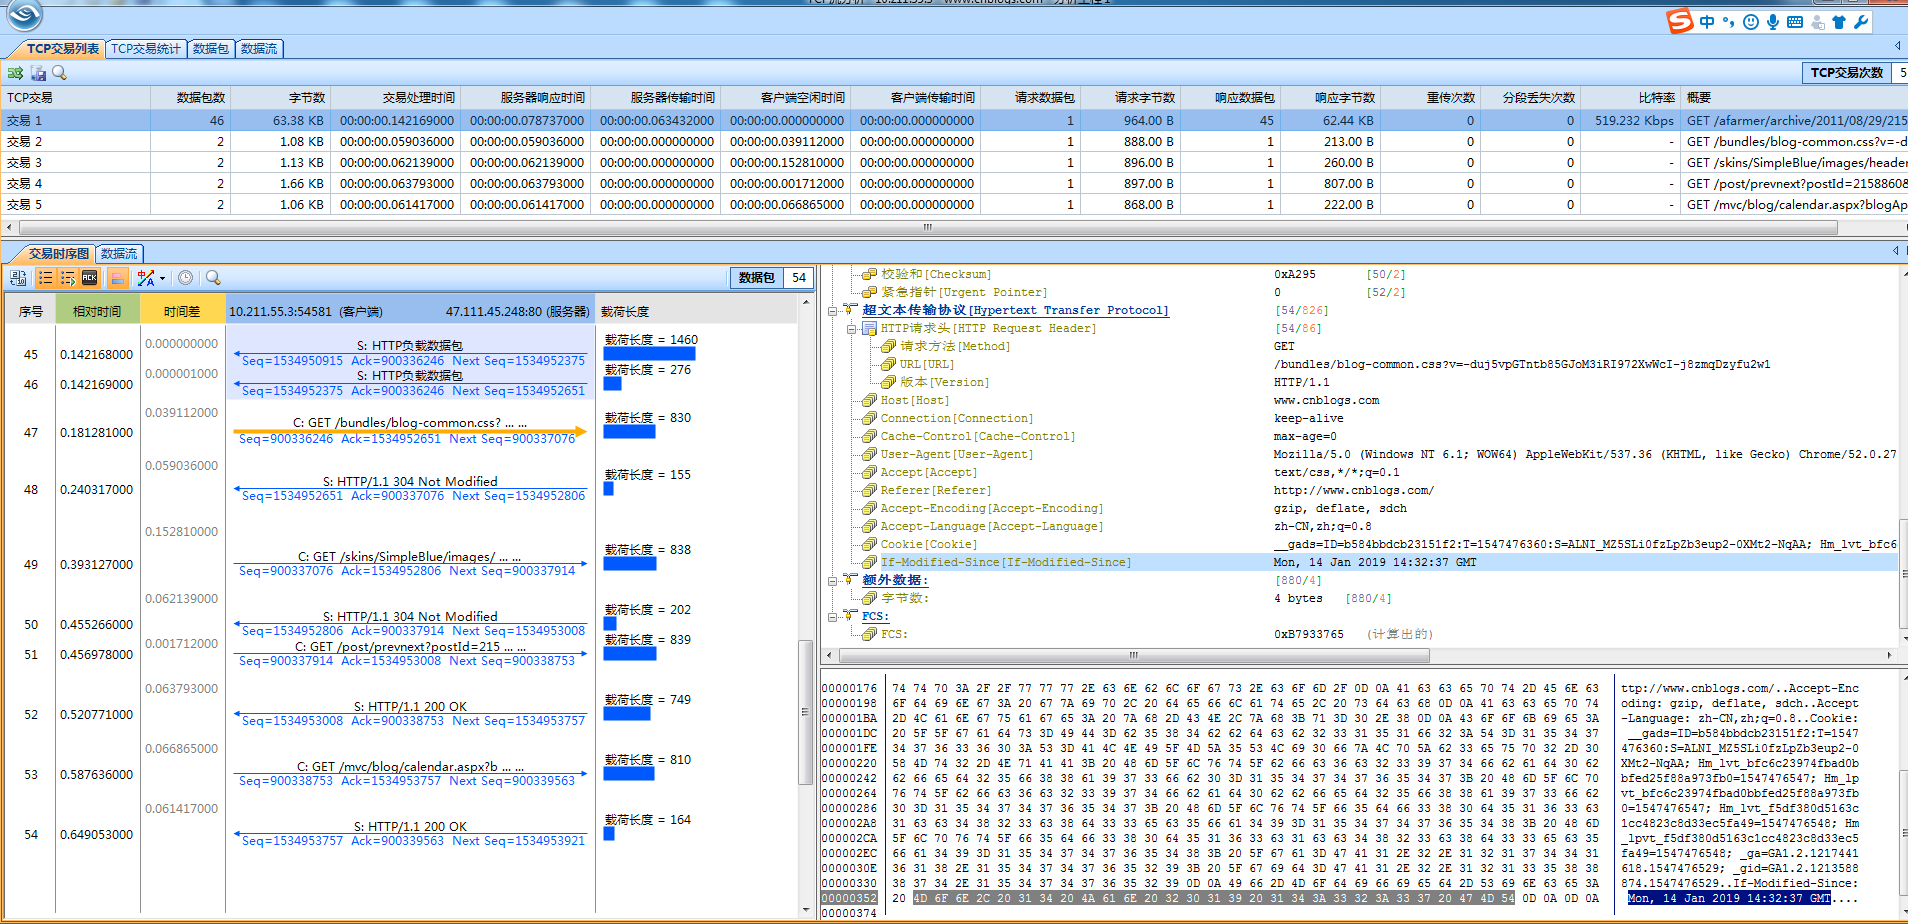 TCP流分析 - 10.211.55.3 - www.cnblogs.com - 分析工程 1
中
TCP交易列表 TCP交易统计 数据包 数据流
TCP交易次数 5
TCP交易 数据包数 字节数 交易处理时间 服务器响应时间 服务器传输时间 客户端空闲时间 客户端传输时间 请求数据包 请求字节数 响应数据包 响应字节数 重传次数 分段丢失次数 比特率 概要
交易 1 46 63.38 KB 00:00:00.142169000 00:00:00.078737000 00:00:00.063432000 00:00:00.000000000 00:00:00.000000000 1 964.00 B 45 62.44 KB 0 0 519.232 Kbps GET /afarmer/archive/2011/08/29/215
交易 2 2 1.08 KB 00:00:00.059036000 00:00:00.059036000 00:00:00.000000000 00:00:00.039112000 00:00:00.000000000 1 888.00 B 1 213.00 B 0 0 - GET /bundles/blog-common.css?v=-d
交易 3 2 1.13 KB 00:00:00.062139000 00:00:00.062139000 00:00:00.000000000 00:00:00.152810000 00:00:00.000000000 1 896.00 B 1 260.00 B 0 0 - GET /skins/SimpleBlue/images/header
交易 4 2 1.66 KB 00:00:00.063793000 00:00:00.063793000 00:00:00.000000000 00:00:00.001712000 00:00:00.000000000 1 897.00 B 1 807.00 B 0 0 - GET /post/prevnext?postId=2158860&
交易 5 2 1.06 KB 00:00:00.061417000 00:00:00.061417000 00:00:00.000000000 00:00:00.066865000 00:00:00.000000000 1 868.00 B 1 222.00 B 0 0 - GET /mvc/blog/calendar.aspx?blogAp
交易时序图 数据流
ACK 数据包 54
序号 相对时间 时间差 10.211.55.3:54581 (客户端) 47.111.45.248:80 (服务器) 载荷长度
0.000000000
45 0.142168000 S: HTTP负载数据包 载荷长度 = 1460
Seq=1534950915 Ack=900336246 Next Seq=1534952375
0.000001000
46 0.142169000 S: HTTP负载数据包 载荷长度 = 276
Seq=1534952375 Ack=900336246 Next Seq=1534952651
0.039112000
47 0.181281000 C: GET /bundles/blog-common.css? ... ... 载荷长度 = 830
Seq=900336246 Ack=1534952651 Next Seq=900337076
0.059036000
48 0.240317000 S: HTTP/1.1 304 Not Modified 载荷长度 = 155
Seq=1534952651 Ack=900337076 Next Seq=1534952806
0.152810000
49 0.393127000 C: GET /skins/SimpleBlue/images/ ... ... 载荷长度 = 838
Seq=900337076 Ack=1534952806 Next Seq=900337914
0.062139000
50 0.455266000 S: HTTP/1.1 304 Not Modified 载荷长度 = 202
Seq=1534952806 Ack=900337914 Next Seq=1534953008
0.001712000
51 0.456978000 C: GET /post/prevnext?postId=215 ... ... 载荷长度 = 839
Seq=900337914 Ack=1534953008 Next Seq=900338753
0.063793000
52 0.520771000 S: HTTP/1.1 200 OK 载荷长度 = 749
Seq=1534953008 Ack=900338753 Next Seq=1534953757
0.066865000
53 0.587636000 C: GET /mvc/blog/calendar.aspx?b ... ... 载荷长度 = 810
Seq=900338753 Ack=1534953757 Next Seq=900339563
0.061417000
54 0.649053000 S: HTTP/1.1 200 OK 载荷长度 = 164
Seq=1534953757 Ack=900339563 Next Seq=1534953921
校验和[Checksum] 0xA295 [50/2]
紧急指针[Urgent Pointer] 0 [52/2]
超文本传输协议[Hypertext Transfer Protocol] [54/826]
HTTP请求头[HTTP Request Header] [54/86]
请求方法[Method] GET
URL[URL] /bundles/blog-common.css?v=-duj5vpGTntb85GJoM3iRI972XwWcI-j8zmqDzyfu2w1
版本[Version] HTTP/1.1
Host[Host] www.cnblogs.com
Connection[Connection] keep-alive
Cache-Control[Cache-Control] max-age=0
User-Agent[User-Agent] Mozilla/5.0 (Windows NT 6.1; WOW64) AppleWebKit/537.36 (KHTML, like Gecko) Chrome/52.0.27
Accept[Accept] text/css,*/*;q=0.1
Referer[Referer] http://www.cnblogs.com/
Accept-Encoding[Accept-Encoding] gzip, deflate, sdch
Accept-Language[Accept-Language] zh-CN,zh;q=0.8
Cookie[Cookie] __gads=ID=b584bbdcb23151f2:T=1547476360:S=ALNI_MZ5SLi0fzLpZb3eup2-0XMt2-NqAA; Hm_lvt_bfc6
If-Modified-Since[If-Modified-Since] Mon, 14 Jan 2019 14:32:37 GMT
额外数据: [880/4]
字节数: 4 bytes [880/4]
FCS:
FCS: 0xB7933765 (计算出的)
00000176 74 74 70 3A 2F 2F 77 77 77 2E 63 6E 62 6C 6F 67 73 2E 63 6F 6D 2F 0D 0A 41 63 63 65 70 74 2D 45 6E 63 ttp://www.cnblogs.com/..Accept-Enc
00000198 6F 64 69 6E 67 3A 20 67 7A 69 70 2C 20 64 65 66 6C 61 74 65 2C 20 73 64 63 68 0D 0A 41 63 63 65 70 74 oding: gzip, deflate, sdch..Accept
000001BA 2D 4C 61 6E 67 75 61 67 65 3A 20 7A 68 2D 43 4E 2C 7A 68 3B 71 3D 30 2E 38 0D 0A 43 6F 6F 6B 69 65 3A -Language: zh-CN,zh;q=0.8..Cookie:
000001DC 20 5F 5F 67 61 64 73 3D 49 44 3D 62 35 38 34 62 62 64 63 62 32 33 31 35 31 66 32 3A 54 3D 31 35 34 37 __gads=ID=b584bbdcb23151f2:T=1547
000001FE 34 37 36 33 36 30 3A 53 3D 41 4C 4E 49 5F 4D 5A 35 53 4C 69 30 66 7A 4C 70 5A 62 33 65 75 70 32 2D 30 476360:S=ALNI_MZ5SLi0fzLpZb3eup2-0
00000220 58 4D 74 32 2D 4E 71 41 41 3B 20 48 6D 5F 6C 76 74 5F 62 66 63 36 63 32 33 39 37 34 66 62 61 64 30 62 XMt2-NqAA; Hm_lvt_bfc6c23974fbad0b
00000242 62 66 65 64 32 35 66 38 38 61 39 37 33 66 62 30 3D 31 35 34 37 34 37 36 35 34 37 3B 20 48 6D 5F 6C 70 bfed25f88a973fb0=1547476547; Hm_lp
00000264 76 74 5F 62 66 63 36 63 32 33 39 37 34 66 62 61 64 30 62 62 66 65 64 32 35 66 38 38 61 39 37 33 66 62 vt_bfc6c23974fbad0bbfed25f88a973fb
00000286 30 3D 31 35 34 37 34 37 36 35 34 37 3B 20 48 6D 5F 6C 76 74 5F 66 35 64 66 33 38 30 64 35 31 36 33 63 0=1547476547; Hm_lvt_f5df380d5163c
000002A8 31 63 63 34 38 32 33 63 38 64 33 33 65 63 35 66 61 34 39 3D 31 35 34 37 34 37 36 35 34 38 3B 20 48 6D 1cc4823c8d33ec5fa49=1547476548; Hm
000002CA 5F 6C 70 76 74 5F 66 35 64 66 33 38 30 64 35 31 36 33 63 31 63 63 34 38 32 33 63 38 64 33 33 65 63 35 _lpvt_f5df380d5163c1cc4823c8d33ec5
000002EC 66 61 34 39 3D 31 35 34 37 34 37 36 35 34 38 3B 20 5F 67 61 3D 47 41 31 2E 32 2E 31 32 31 37 34 34 31 fa49=1547476548; _ga=GA1.2.1217441
0000030E 36 31 38 2E 31 35 34 37 34 37 36 35 32 39 3B 20 5F 67 69 64 3D 47 41 31 2E 32 2E 31 32 31 33 35 38 38 618.1547476529; _gid=GA1.2.1213588
00000330 38 37 34 2E 31 35 34 37 34 37 36 35 32 39 0D 0A 49 66 2D 4D 6F 64 69 66 69 65 64 2D 53 69 6E 63 65 3A 874.1547476529..If-Modified-Since:
00000352 20 4D 6F 6E 2C 20 31 34 20 4A 61 6E 20 32 30 31 39 20 31 34 3A 33 32 3A 33 37 20 47 4D 54 0D 0A 0D 0A Mon, 14 Jan 2019 14:32:37 GMT....
00000374